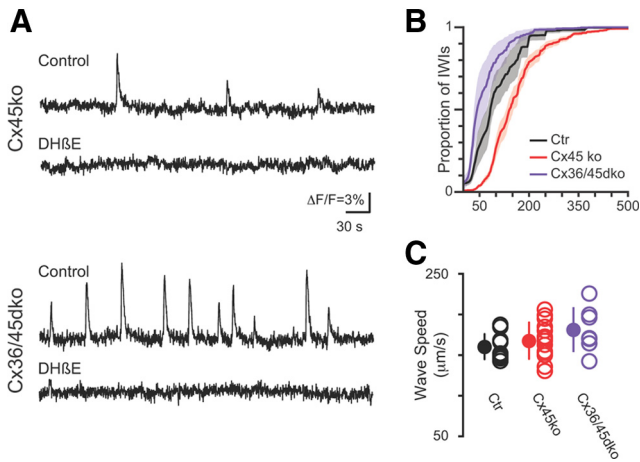 A
Cx45ko
Control
DHßE
ΔF/F=3%
30 s
Cx36/45dko
Control
DHßE
B
Proportion of IWIs
1
0
Ctr
Cx45 ko
Cx36/45dko
50
200
350
500
C
Wave Speed
(μm/s)
250
50
Ctr
Cx45ko
Cx36/45dko